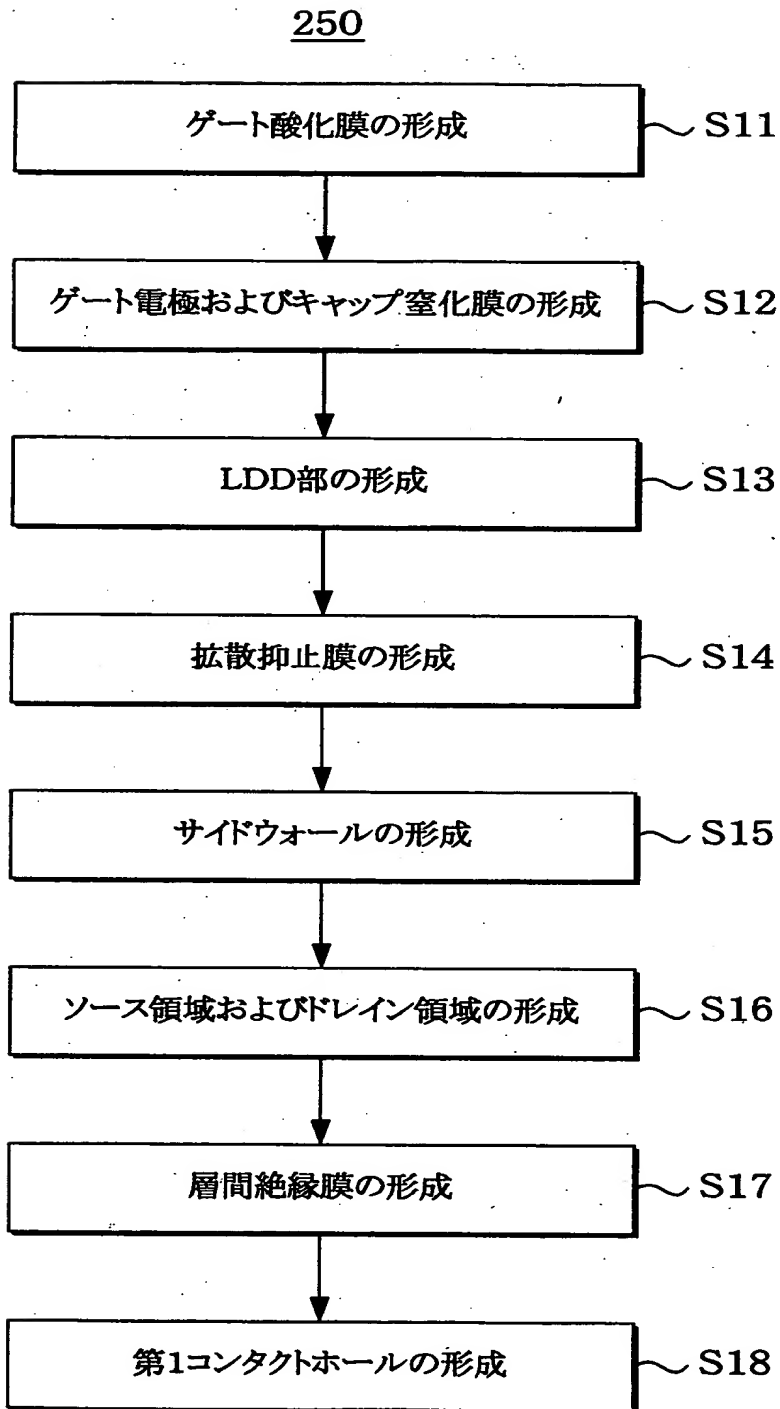 250
ゲート酸化膜の形成 S11
ゲート電極およびキャップ窒化膜の形成 S12
LDD部の形成 S13
拡散抑止膜の形成 S14
サイドウォールの形成 S15
ソース領域およびドレイン領域の形成 S16
層間絶縁膜の形成 S17
第1コンタクトホールの形成 S18